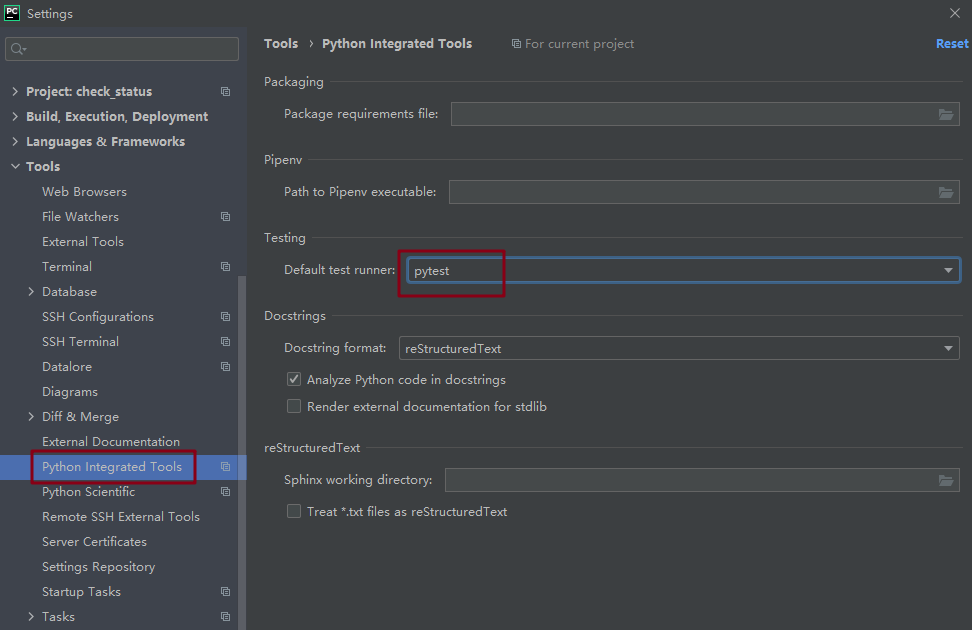 PC Settings
Tools › Python Integrated Tools For current project Reset
Project: check_status
Build, Execution, Deployment
Languages & Frameworks
Tools
Web Browsers
File Watchers
External Tools
Terminal
Database
SSH Configurations
SSH Terminal
Datalore
Diagrams
Diff & Merge
External Documentation
Python Integrated Tools
Python Scientific
Remote SSH External Tools
Server Certificates
Settings Repository
Startup Tasks
Tasks
Packaging
Package requirements file:
Pipenv
Path to Pipenv executable:
Testing
Default test runner: pytest
Docstrings
Docstring format: reStructuredText
Analyze Python code in docstrings
Render external documentation for stdlib
reStructuredText
Sphinx working directory:
Treat *.txt files as reStructuredText